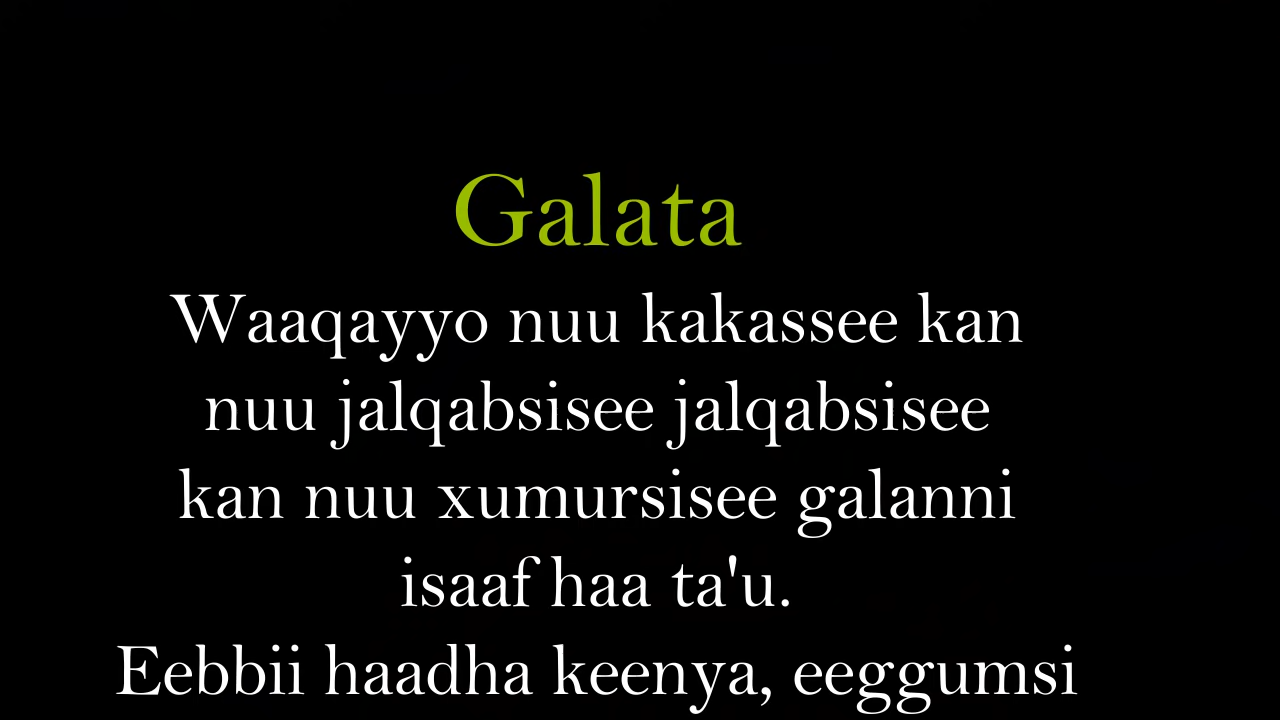 Galata
Waaqayyo nuu kakassee kan
nuu jalqabsisee jalqabsisee
kan nuu xumursisee galanni
isaaf haa ta'u.
Eebbii haadha keenya, eeggumsi